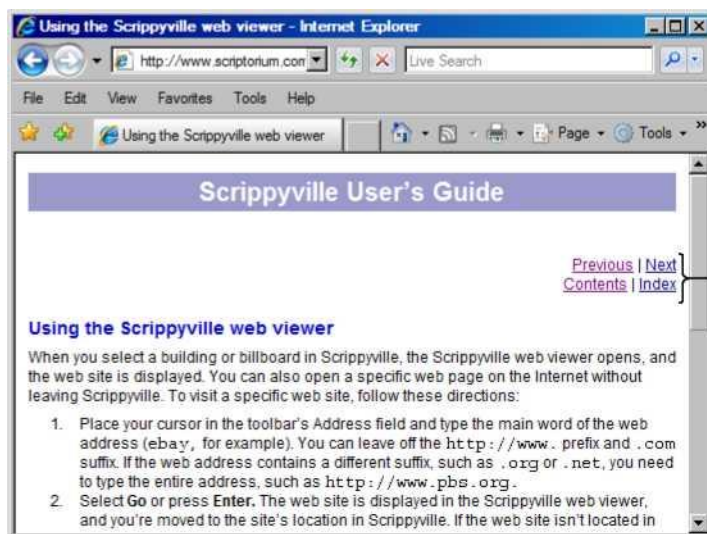 Using the Scrippyville web viewer - Internet Explorer
http://www.scriptorium.com
Live Search
File Edit View Favorites Tools Help
Using the Scrippyville web viewer
Page Tools »
Scrippyville User's Guide
Previous | Next
Contents | Index
Using the Scrippyville web viewer
When you select a building or billboard in Scrippyville, the Scrippyville web viewer opens, and
the web site is displayed. You can also open a specific web page on the Internet without
leaving Scrippyville. To visit a specific web site, follow these directions:
1. Place your cursor in the toolbar's Address field and type the main word of the web
address (ebay, for example). You can leave off the http://www. prefix and .com
suffix. If the web address contains a different suffix, such as .org or .net, you need
to type the entire address, such as http://www.pbs.org.
2. Select Go or press Enter. The web site is displayed in the Scrippyville web viewer,
and you're moved to the site's location in Scrippyville. If the web site isn't located in